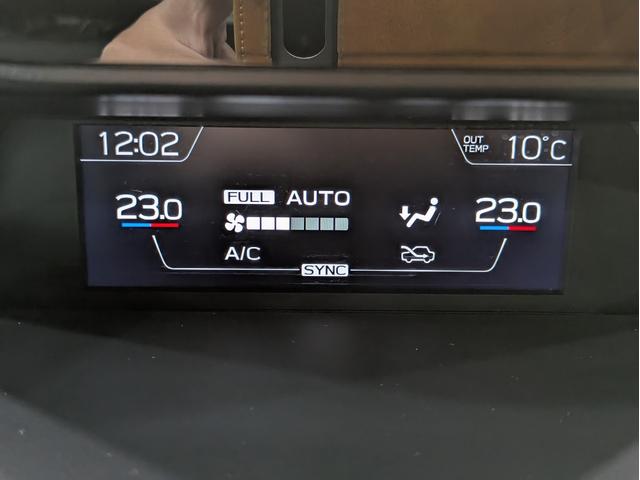 12:02
OUT
TEMP
10°C
FULL AUTO
23.0
23.0
A/C
SYNC